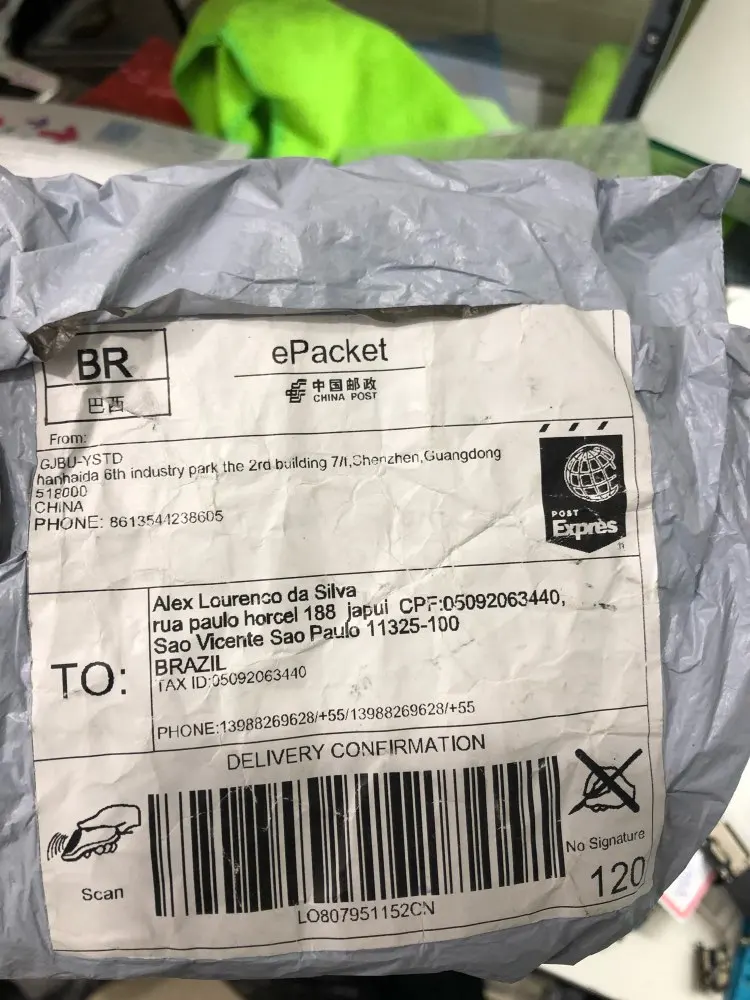 BR
巴西
ePacket
中国邮政
CHINA POST
From:
GJBU-YSTD
hanhaida 6th industry park the 2rd building 7/f,Shenzhen,Guangdong
518000
CHINA
PHONE: 8613544238605
POST
Expres
TO:
Alex Lourenco da Silva
rua paulo horcel 188 japui CPF:05092063440,
Sao Vicente Sao Paulo 11325-100
BRAZIL
TAX ID:05092063440
PHONE:13988269628/+55/13988269628/+55
DELIVERY CONFIRMATION
Scan
No Signature
LO807951152CN
120